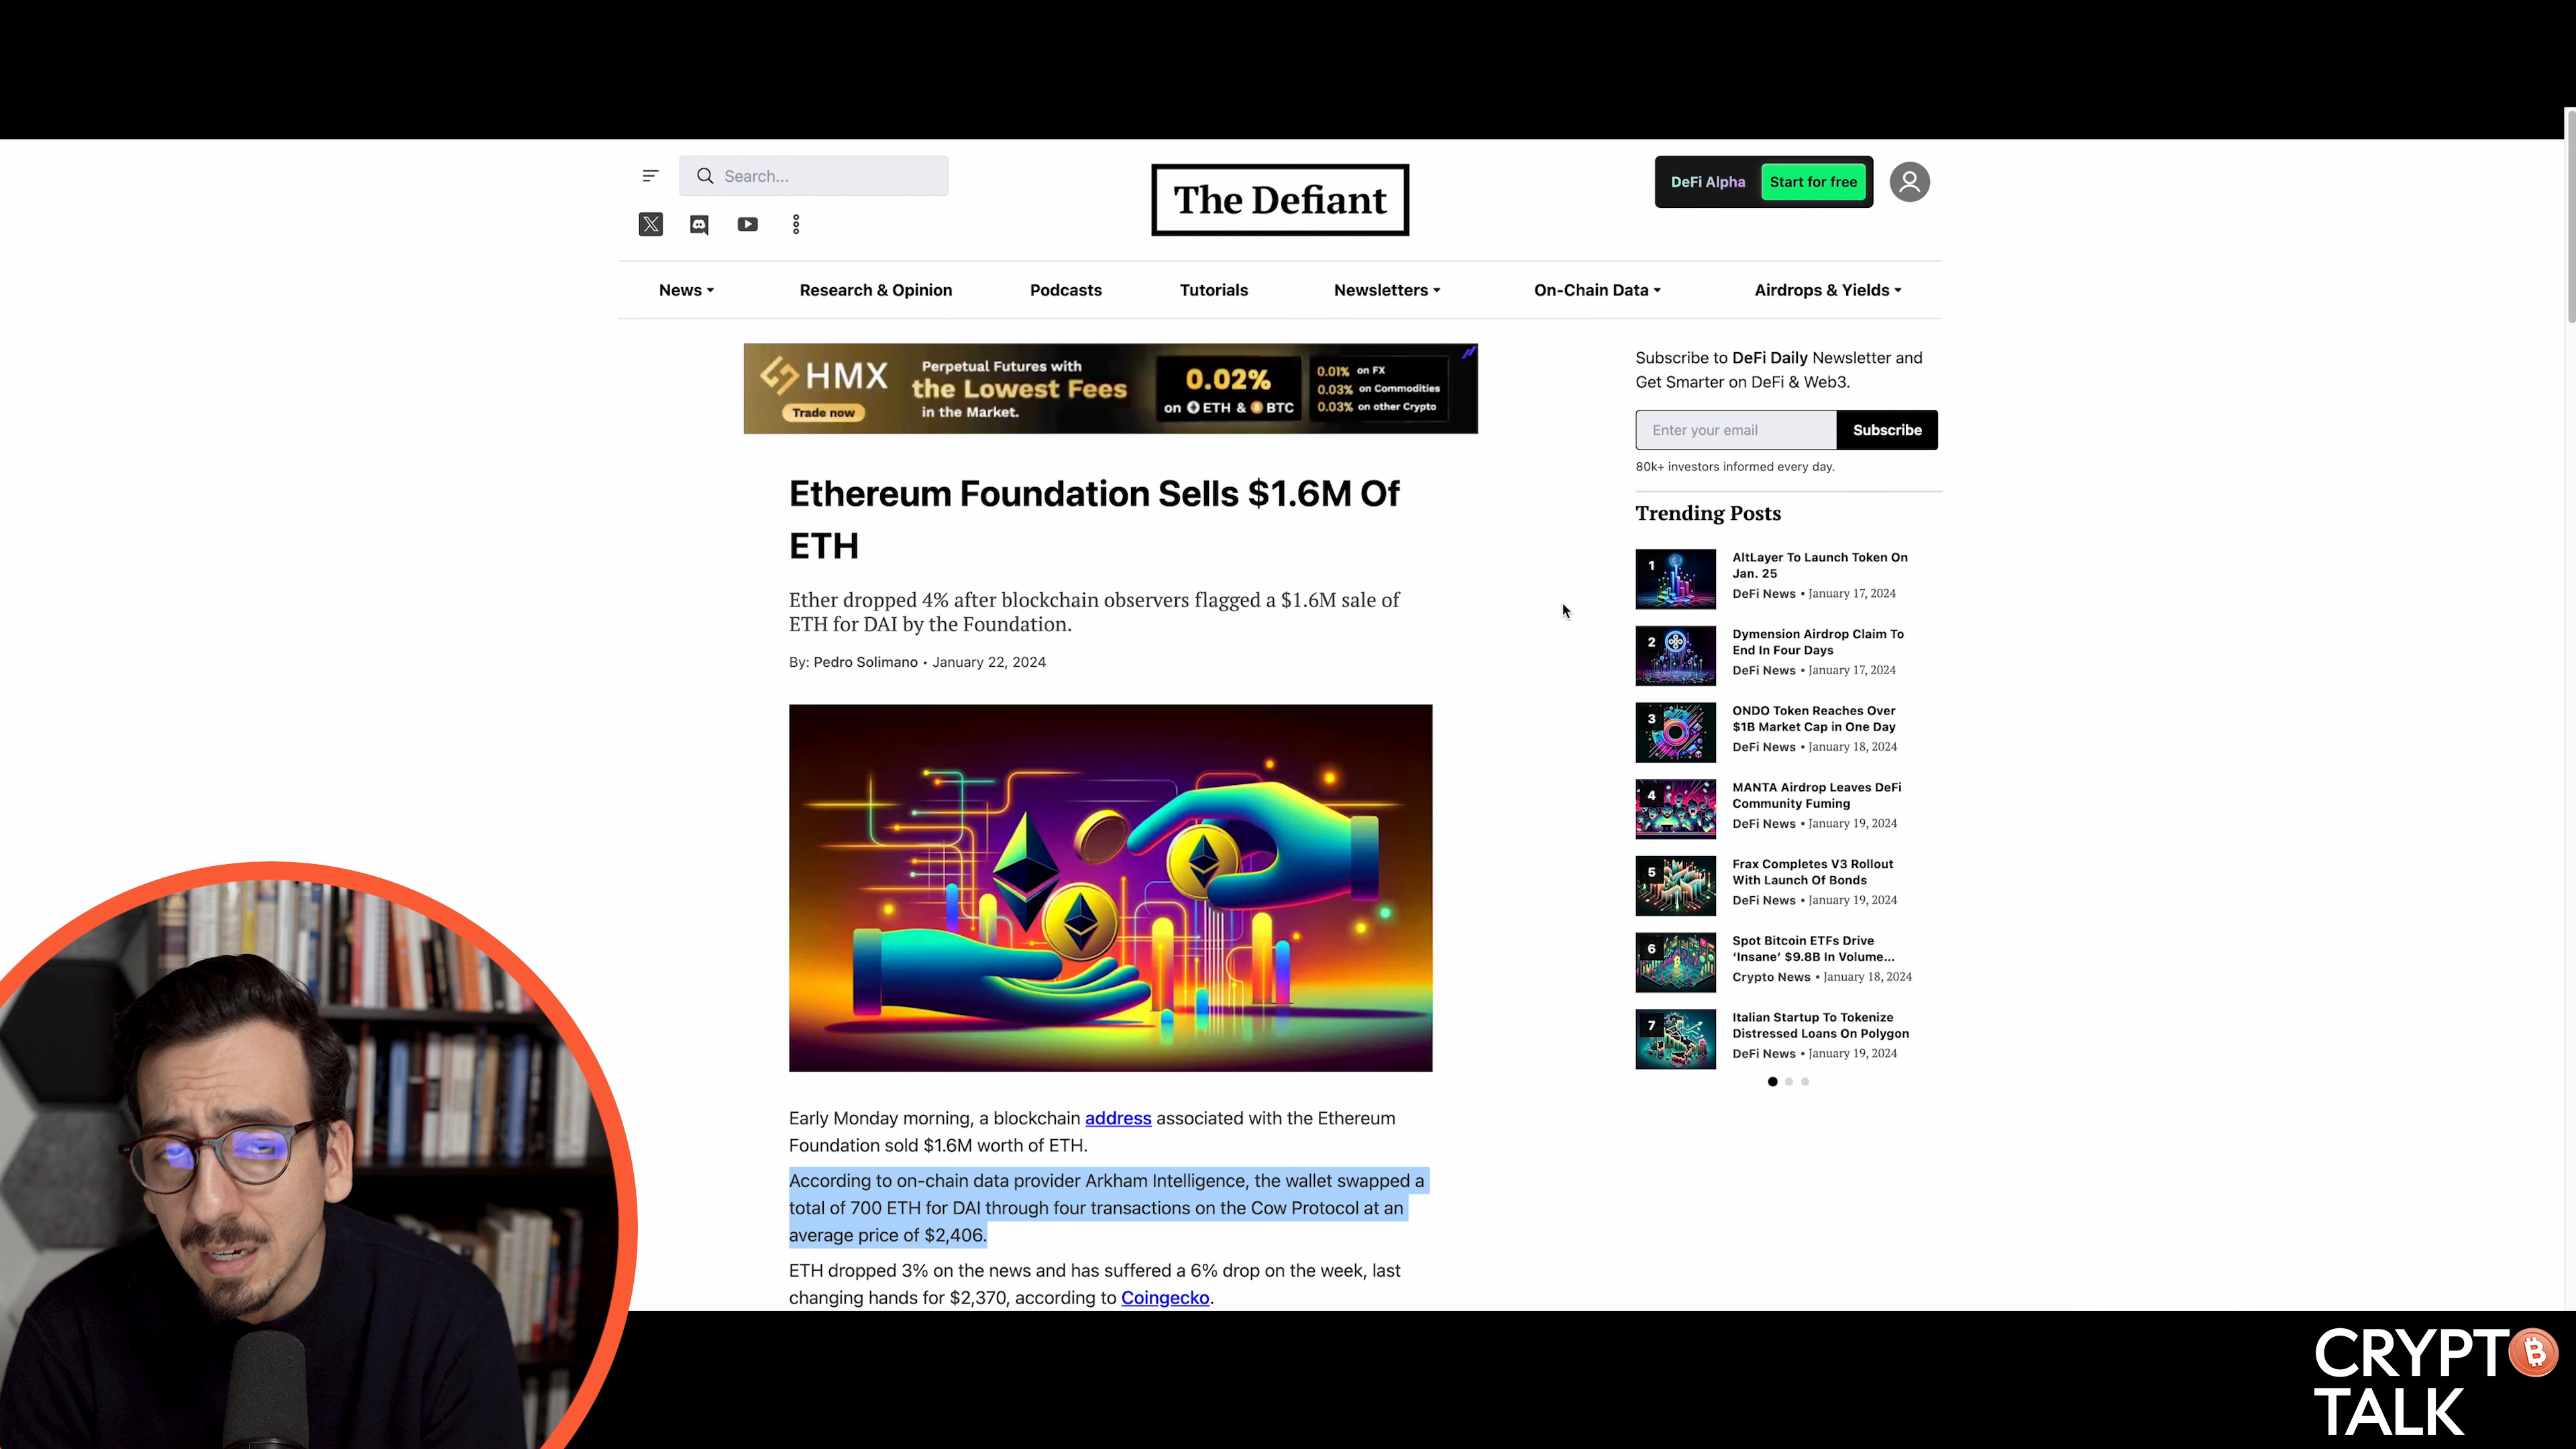 Search...
The Defiant
DeFi Alpha
Start for free
News
Research & Opinion
Podcasts
Tutorials
Newsletters
On-Chain Data
Airdrops & Yields
HMX
Trade now
Perpetual Futures with
the Lowest Fees
in the Market.
0.02%
on ETH & BTC
0.01% on FX
0.03% on Commodities
0.03% on other Crypto
Subscribe to DeFi Daily Newsletter and
Get Smarter on DeFi & Web3.
Enter your email
Subscribe
80k+ investors informed every day.
Ethereum Foundation Sells $1.6M Of
ETH
Ether dropped 4% after blockchain observers flagged a $1.6M sale of
ETH for DAI by the Foundation.
By: Pedro Solimano • January 22, 2024
Trending Posts
1
AltLayer To Launch Token On
Jan. 25
DeFi News • January 17, 2024
2
Dymension Airdrop Claim To
End In Four Days
DeFi News • January 17, 2024
3
ONDO Token Reaches Over
$1B Market Cap in One Day
DeFi News • January 18, 2024
4
MANTA Airdrop Leaves DeFi
Community Fuming
DeFi News • January 19, 2024
5
Frax Completes V3 Rollout
With Launch Of Bonds
DeFi News • January 19, 2024
6
Spot Bitcoin ETFs Drive
‘Insane’ $9.8B In Volume...
Crypto News • January 18, 2024
7
Italian Startup To Tokenize
Distressed Loans On Polygon
DeFi News • January 19, 2024
Early Monday morning, a blockchain address associated with the Ethereum
Foundation sold $1.6M worth of ETH.
According to on-chain data provider Arkham Intelligence, the wallet swapped a
total of 700 ETH for DAI through four transactions on the Cow Protocol at an
average price of $2,406.
ETH dropped 3% on the news and has suffered a 6% drop on the week, last
changing hands for $2,370, according to Coingecko.
CRYPTO
TALK